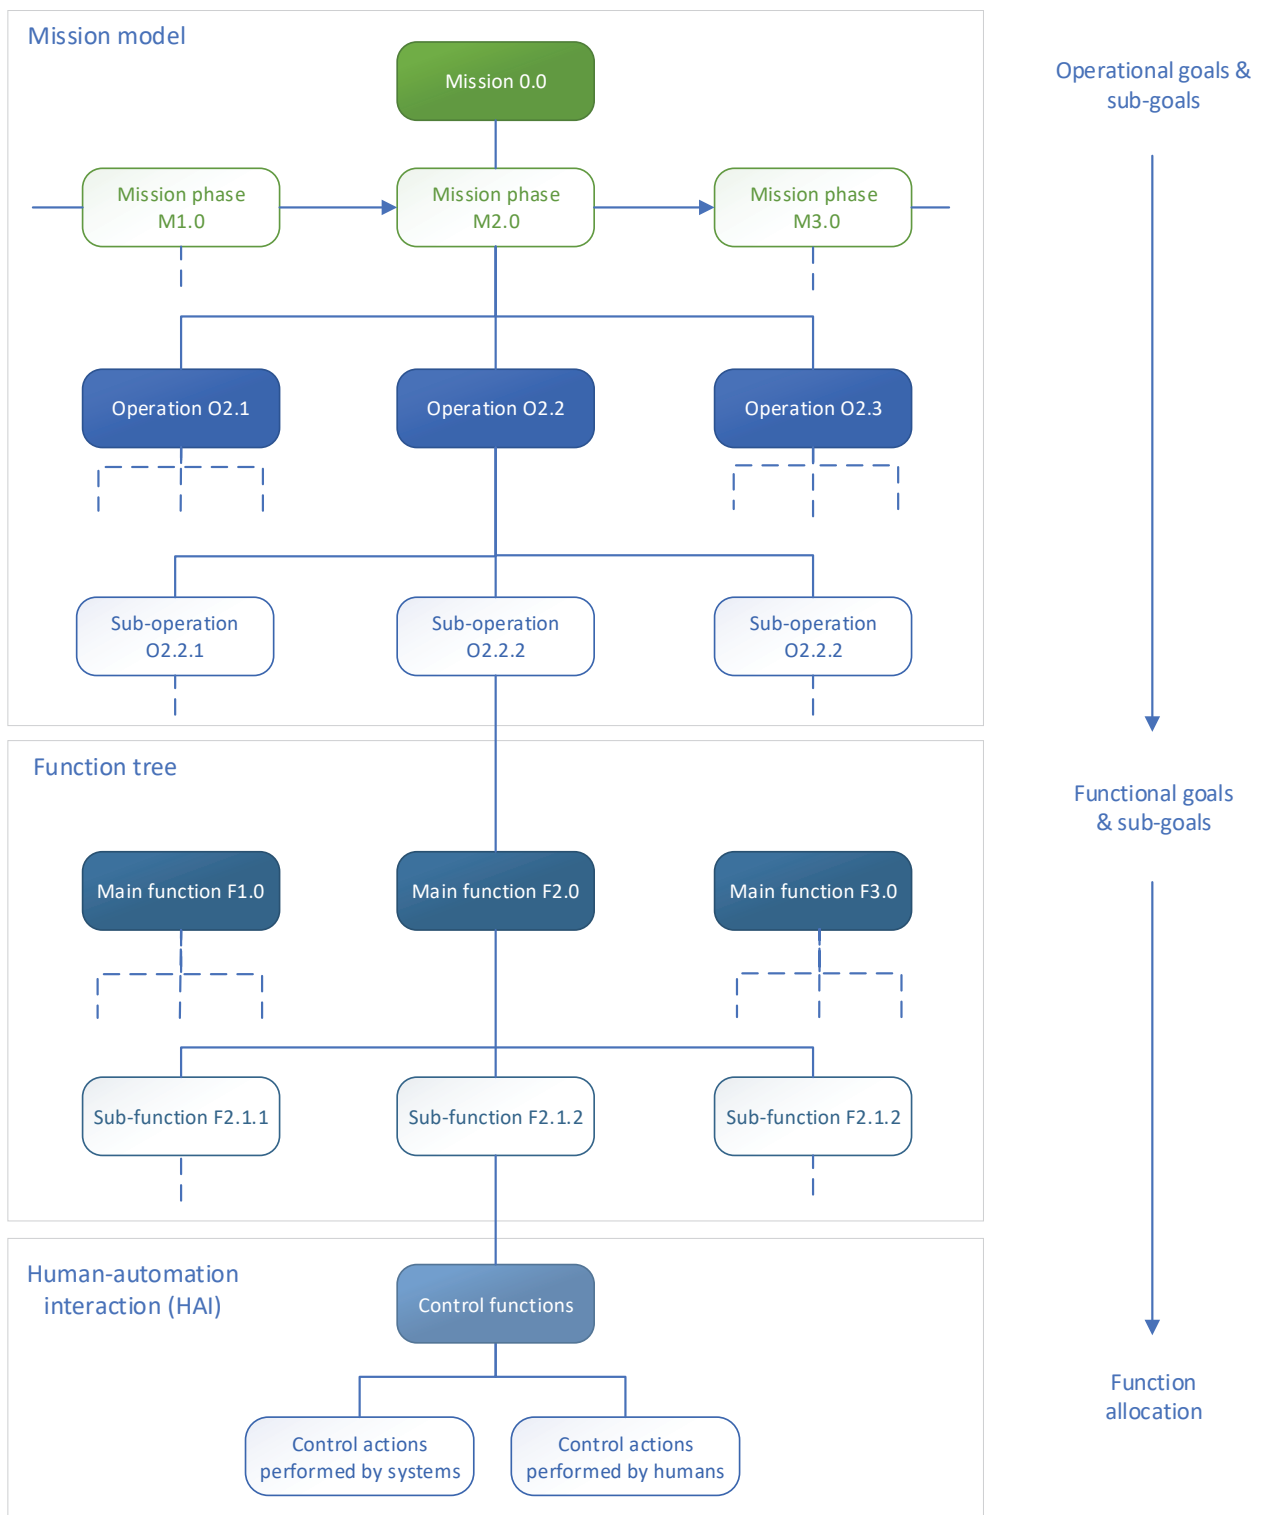 Mission model
Mission 0.0
Operational goals &
sub-goals
Mission phase
M1.0
Mission phase
M2.0
Mission phase
M3.0
Operation O2.1
Operation O2.2
Operation O2.3
Sub-operation
O2.2.1
Sub-operation
O2.2.2
Sub-operation
O2.2.2
Function tree
Functional goals
& sub-goals
Main function F1.0
Main function F2.0
Main function F3.0
Sub-function F2.1.1
Sub-function F2.1.2
Sub-function F2.1.2
Human-automation
interaction (HAI)
Control functions
Function
allocation
Control actions
performed by systems
Control actions
performed by humans